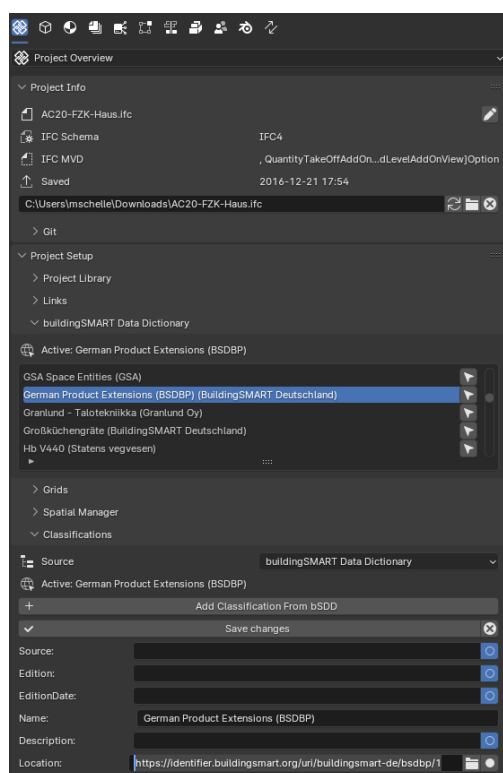 Project Overview
Project Info
AC20-FZK-Haus.ifc
IFC Schema IFC4
IFC MVD , QuantityTakeOffAddOn...dLevelAddOnView]Option
Saved 2016-12-21 17:54
C:\Users\mschelle\Downloads\AC20-FZK-Haus.ifc
Git
Project Setup
Project Library
Links
buildingSMART Data Dictionary
Active: German Product Extensions (BSDBP)
GSA Space Entities (GSA)
German Product Extensions (BSDBP) (BuildingSMART Deutschland)
Granlund - Talotekniikka (Granlund Oy)
Großküchengräte (BuildingSMART Deutschland)
Hb V440 (Statens vegvesen)
Grids
Spatial Manager
Classifications
Source buildingSMART Data Dictionary
Active: German Product Extensions (BSDBP)
Add Classification From bSDD
Save changes
Source:
Edition:
EditionDate:
Name: German Product Extensions (BSDBP)
Description:
Location: https://identifier.buildingsmart.org/uri/buildingsmart-de/bsdbp/1